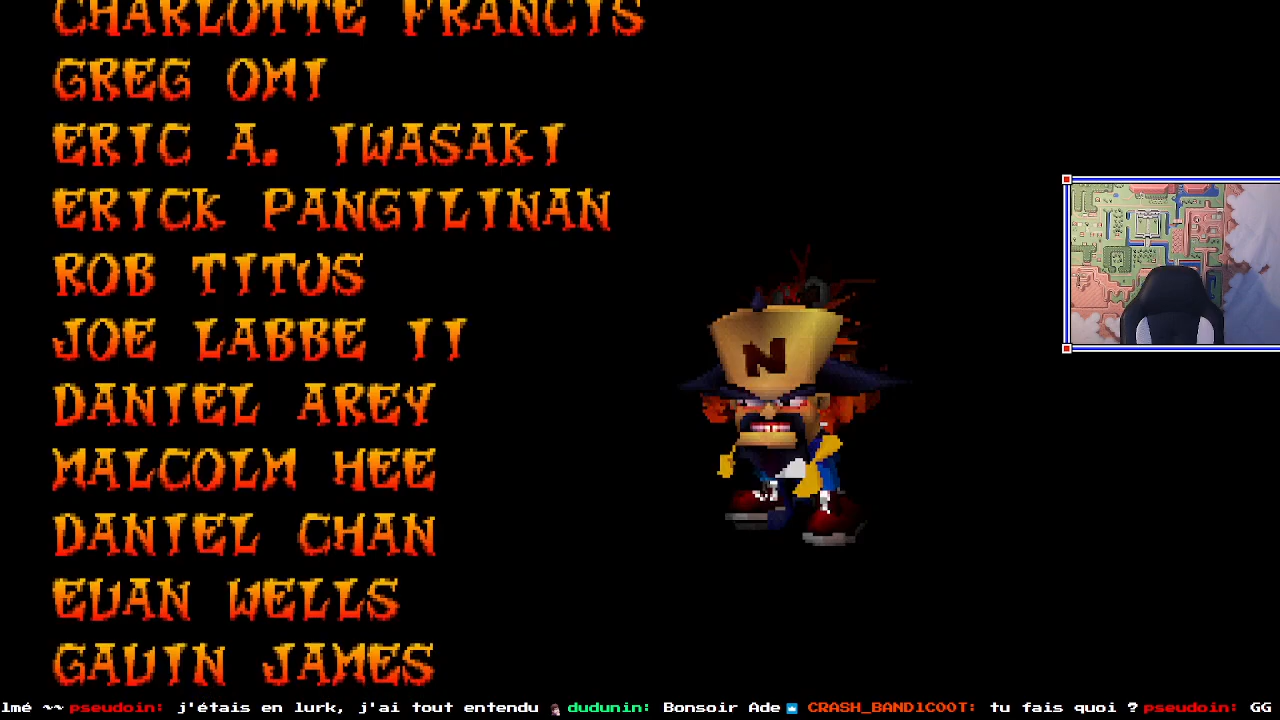 CHARLOTTE FRANCIS
GREG OMI
ERIC A. IWASAKI
ERICK PANGILINAN
ROB TITUS
JOE LABBE II
DANIEL AREY
MALCOLM HEE
DANIEL CHAN
EVAN WELLS
GAVIN JAMES
N
lmé ~~ pseudoin: j'étais en lurk, j'ai tout entendu dudunin: Bonsoir Ade CRASH_BAND1C00T: tu fais quoi ? pseudoin: GG